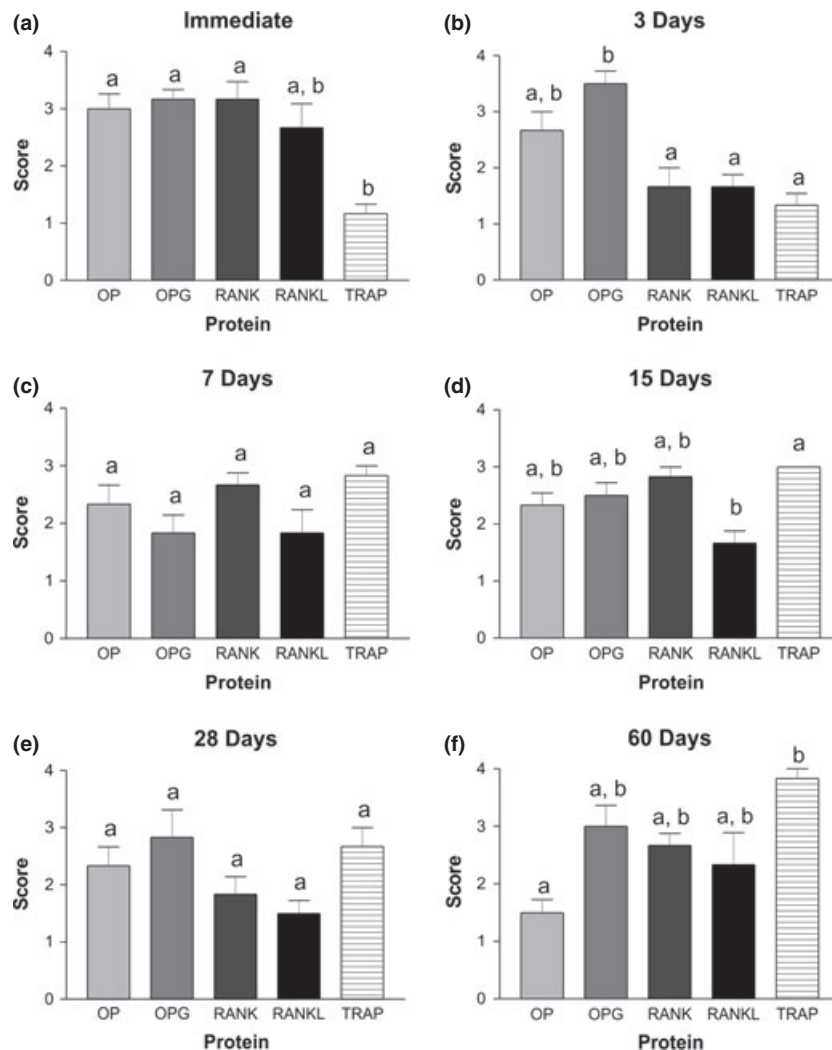 (a) Immediate
a a a a, b b
4
3
2
1
0
Score
OP OPG RANK RANKL TRAP
Protein
(b) 3 Days
a, b b a a a
4
3
2
1
0
Score
OP OPG RANK RANKL TRAP
Protein
(c) 7 Days
a a a a a
4
3
2
1
0
Score
OP OPG RANK RANKL TRAP
Protein
(d) 15 Days
a, b a, b a, b b a
4
3
2
1
0
Score
OP OPG RANK RANKL TRAP
Protein
(e) 28 Days
a a a a a
4
3
2
1
0
Score
OP OPG RANK RANKL TRAP
Protein
(f) 60 Days
a a, b a, b a, b b
4
3
2
1
0
Score
OP OPG RANK RANKL TRAP
Protein